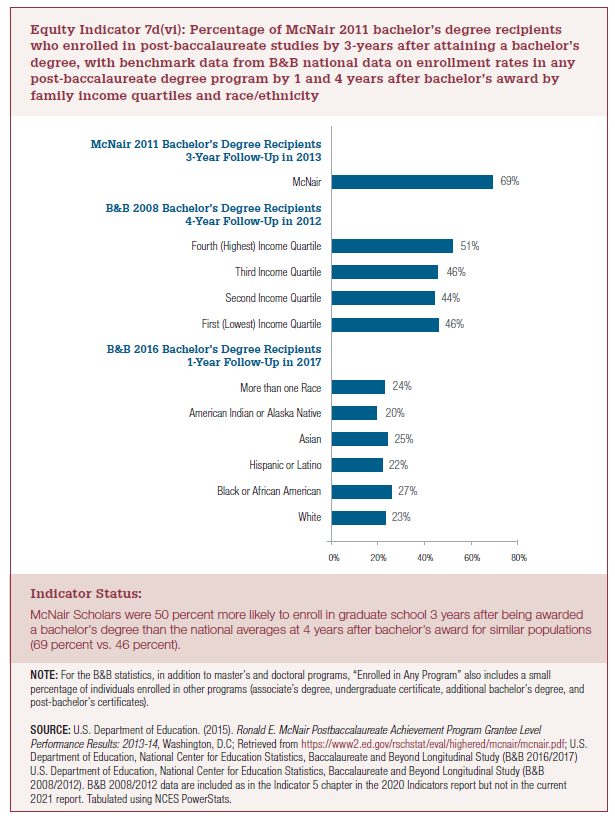 Equity Indicator 7d(vi): Percentage of McNair 2011 bachelor's degree recipients
who enrolled in post-baccalaureate studies by 3-years after attaining a bachelor's
degree, with benchmark data from B&B national data on enrollment rates in any
post-baccalaureate degree program by 1 and 4 years after bachelor's award by
family income quartiles and race/ethnicity
McNair 2011 Bachelor's Degree Recipients
3-Year Follow-Up in 2013
McNair 69%
B&B 2008 Bachelor's Degree Recipients
4-Year Follow-Up in 2012
Fourth (Highest) Income Quartile 51%
Third Income Quartile 46%
Second Income Quartile 44%
First (Lowest) Income Quartile 46%
B&B 2016 Bachelor's Degree Recipients
1-Year Follow-Up in 2017
More than one Race 24%
American Indian or Alaska Native 20%
Asian 25%
Hispanic or Latino 22%
Black or African American 27%
White 23%
0% 20% 40% 60% 80%
Indicator Status:
McNair Scholars were 50 percent more likely to enroll in graduate school 3 years after being awarded
a bachelor's degree than the national averages at 4 years after bachelor's award for similar populations
(69 percent vs. 46 percent).
NOTE: For the B&B statistics, in addition to master's and doctoral programs, "Enrolled in Any Program" also includes a small
percentage of individuals enrolled in other programs (associate's degree, undergraduate certificate, additional bachelor's degree, and
post-bachelor's certificates).
SOURCE: U.S. Department of Education. (2015). Ronald E. McNair Postbaccalaureate Achievement Program Grantee Level
Performance Results: 2013-14, Washington, D.C; Retrieved from https://www2.ed.gov/rschstat/eval/highered/mcnair/mcnair.pdf; U.S.
Department of Education, National Center for Education Statistics, Baccalaureate and Beyond Longitudinal Study (B&B 2016/2017)
U.S. Department of Education, National Center for Education Statistics, Baccalaureate and Beyond Longitudinal Study (B&B
2008/2012). B&B 2008/2012 data are included as in the Indicator 5 chapter in the 2020 Indicators report but not in the current
2021 report. Tabulated using NCES PowerStats.